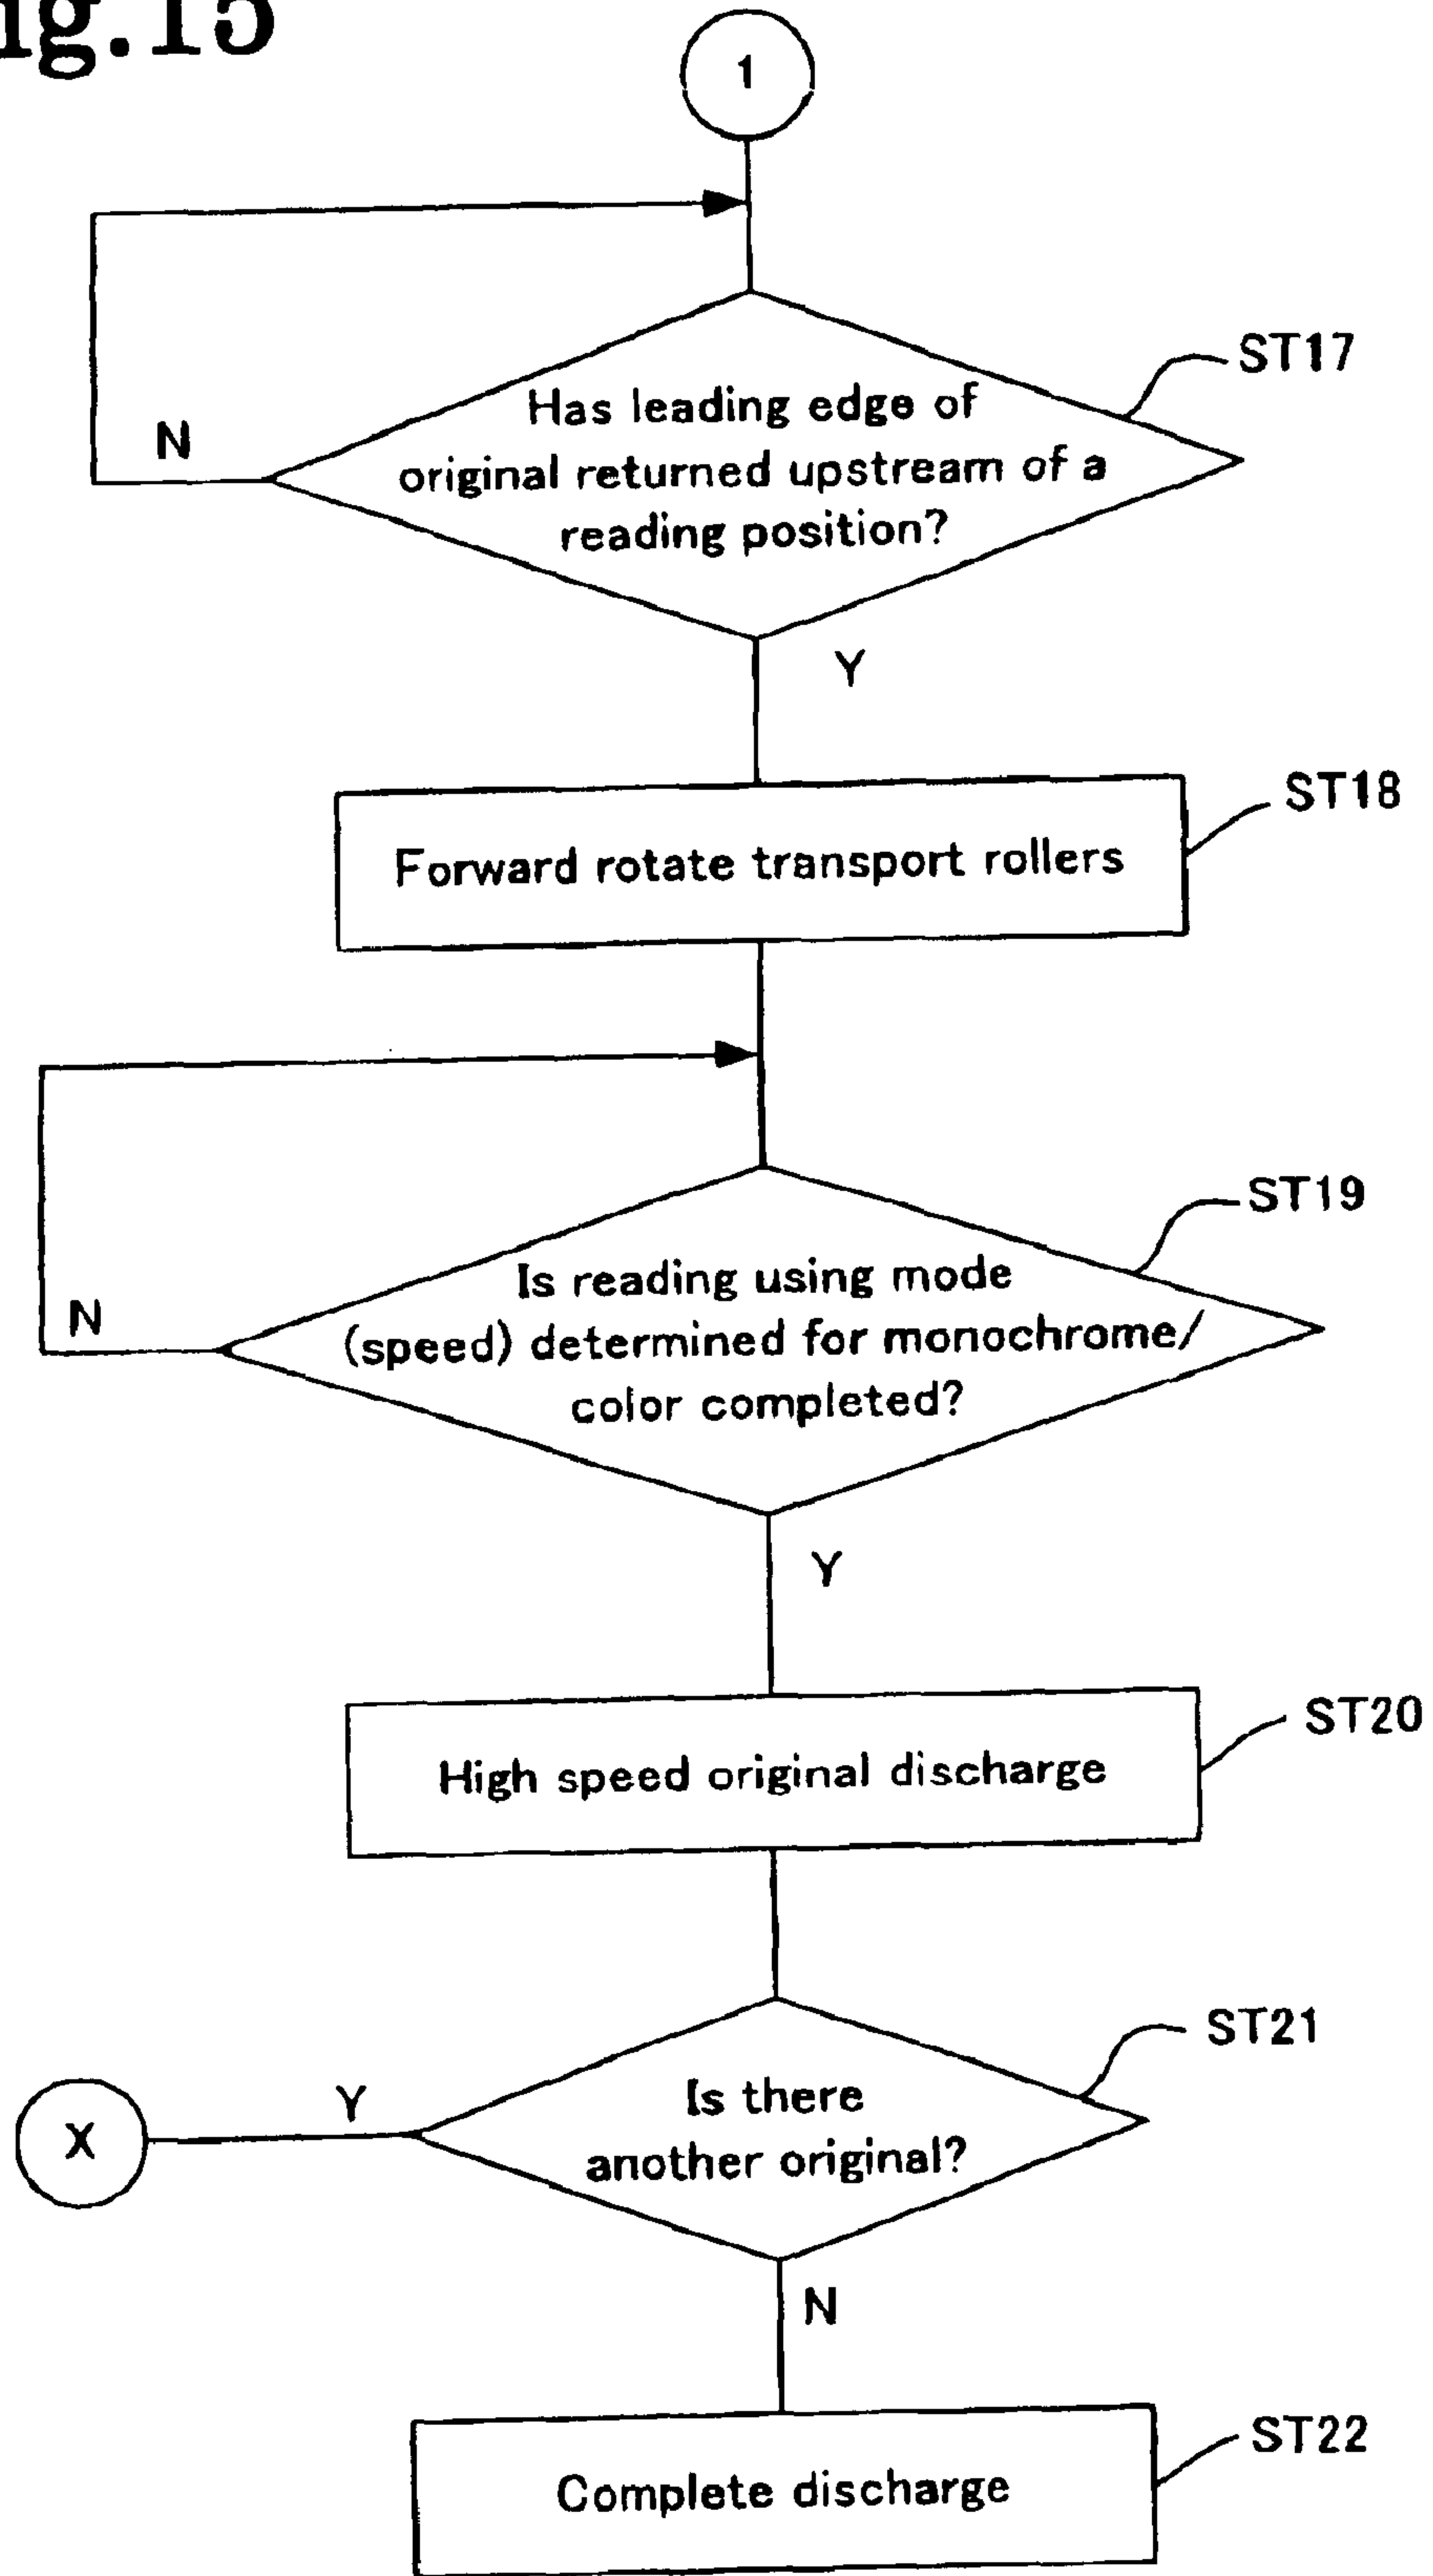 ig.15
1
ST17
Has leading edge of
original returned upstream of a
reading position?
N
Y
ST18
Forward rotate transport rollers
ST19
Is reading using mode
(speed) determined for monochrome/
color completed?
N
Y
ST20
High speed original discharge
ST21
Is there
another original?
Y
X
N
ST22
Complete discharge